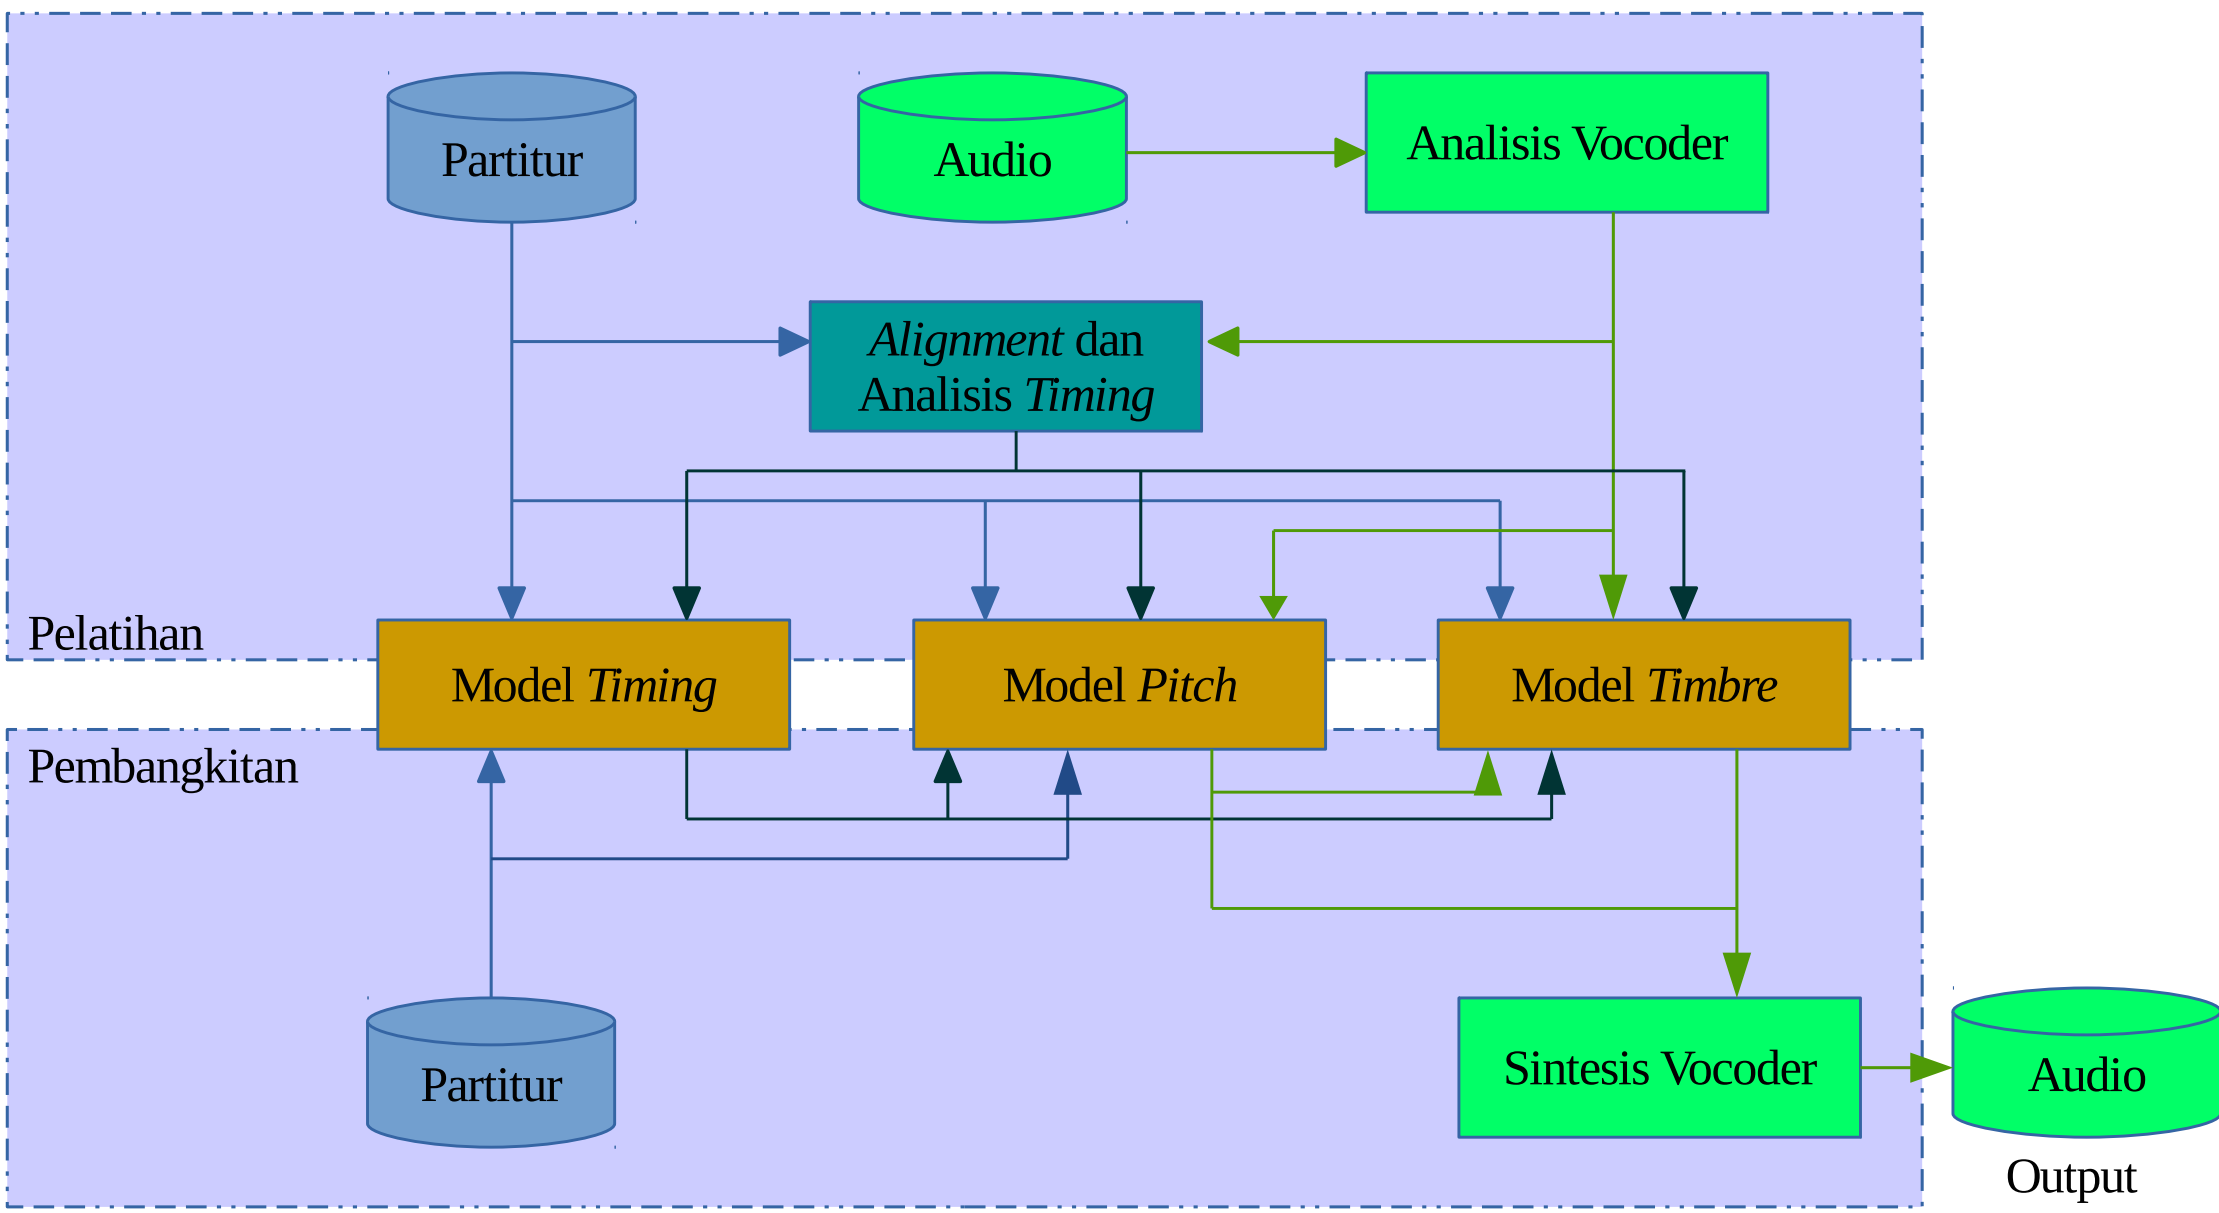 Partitur
Audio
Analisis Vocoder
Alignment dan
Analisis Timing
Pelatihan
Model Timing
Model Pitch
Model Timbre
Pembangkitan
Partitur
Sintesis Vocoder
Audio
Output